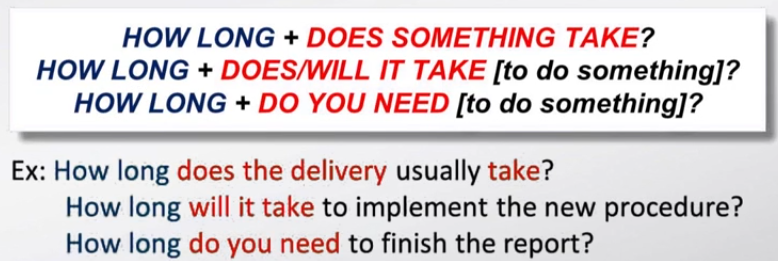 HOW LONG + DOES SOMETHING TAKE?
HOW LONG + DOES/WILL IT TAKE [to do something]?
HOW LONG + DO YOU NEED [to do something]?
Ex: How long does the delivery usually take?
How long will it take to implement the new procedure?
How long do you need to finish the report?